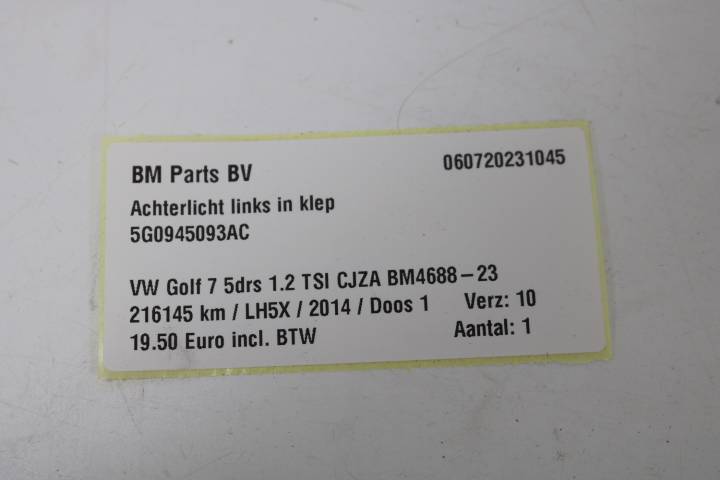 BM Parts BV 060720231045
Achterlicht links in klep
5G0945093AC
VW Golf 7 5drs 1.2 TSI CJZA BM4688-23
216145 km / LH5X / 2014 / Doos 1 Verz: 10
19.50 Euro incl. BTW Aantal: 1